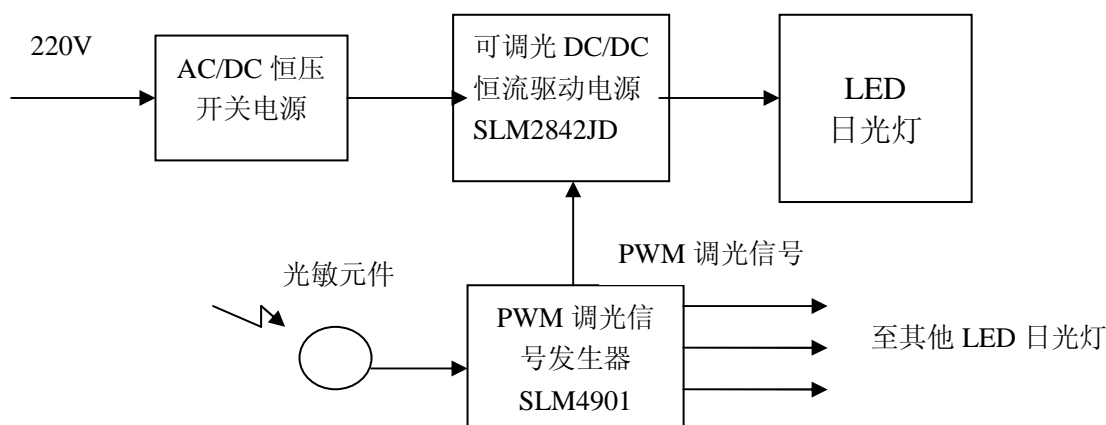 220V
AC/DC 恒压
开关电源
可调光 DC/DC
恒流驱动电源
SLM2842JD
LED
日光灯
PWM 调光信号
光敏元件
PWM 调光信
号发生器
SLM4901
至其他 LED 日光灯